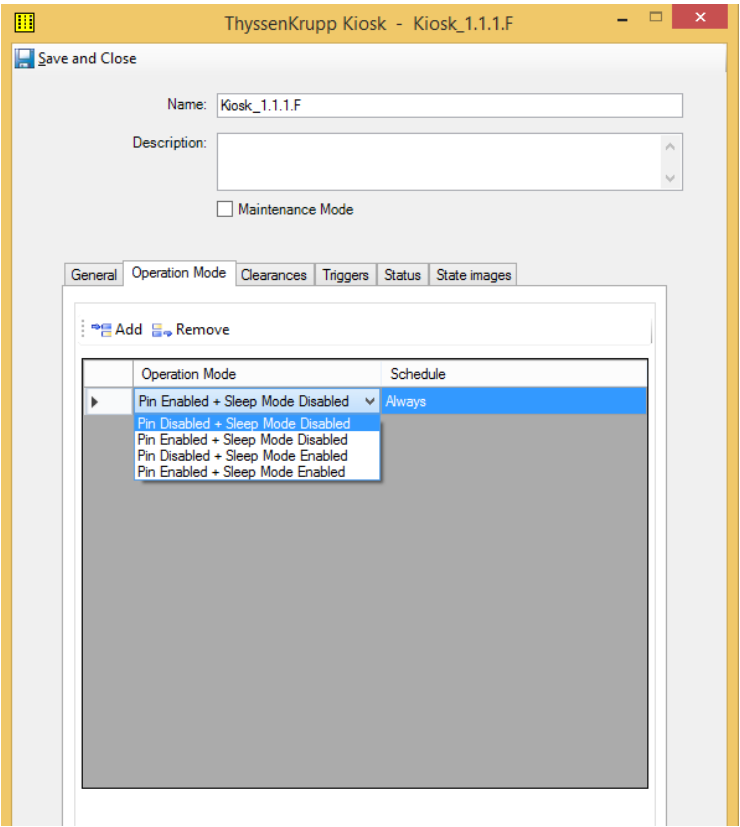 ThyssenKrupp Kiosk - Kiosk_1.1.1.F
Save and Close
Name: Kiosk_1.1.1.F
Description:
Maintenance Mode
General Operation Mode Clearances Triggers Status State images
Add Remove
Operation Mode Schedule
Pin Enabled + Sleep Mode Disabled Always
Pin Disabled + Sleep Mode Disabled
Pin Enabled + Sleep Mode Disabled
Pin Disabled + Sleep Mode Enabled
Pin Enabled + Sleep Mode Enabled